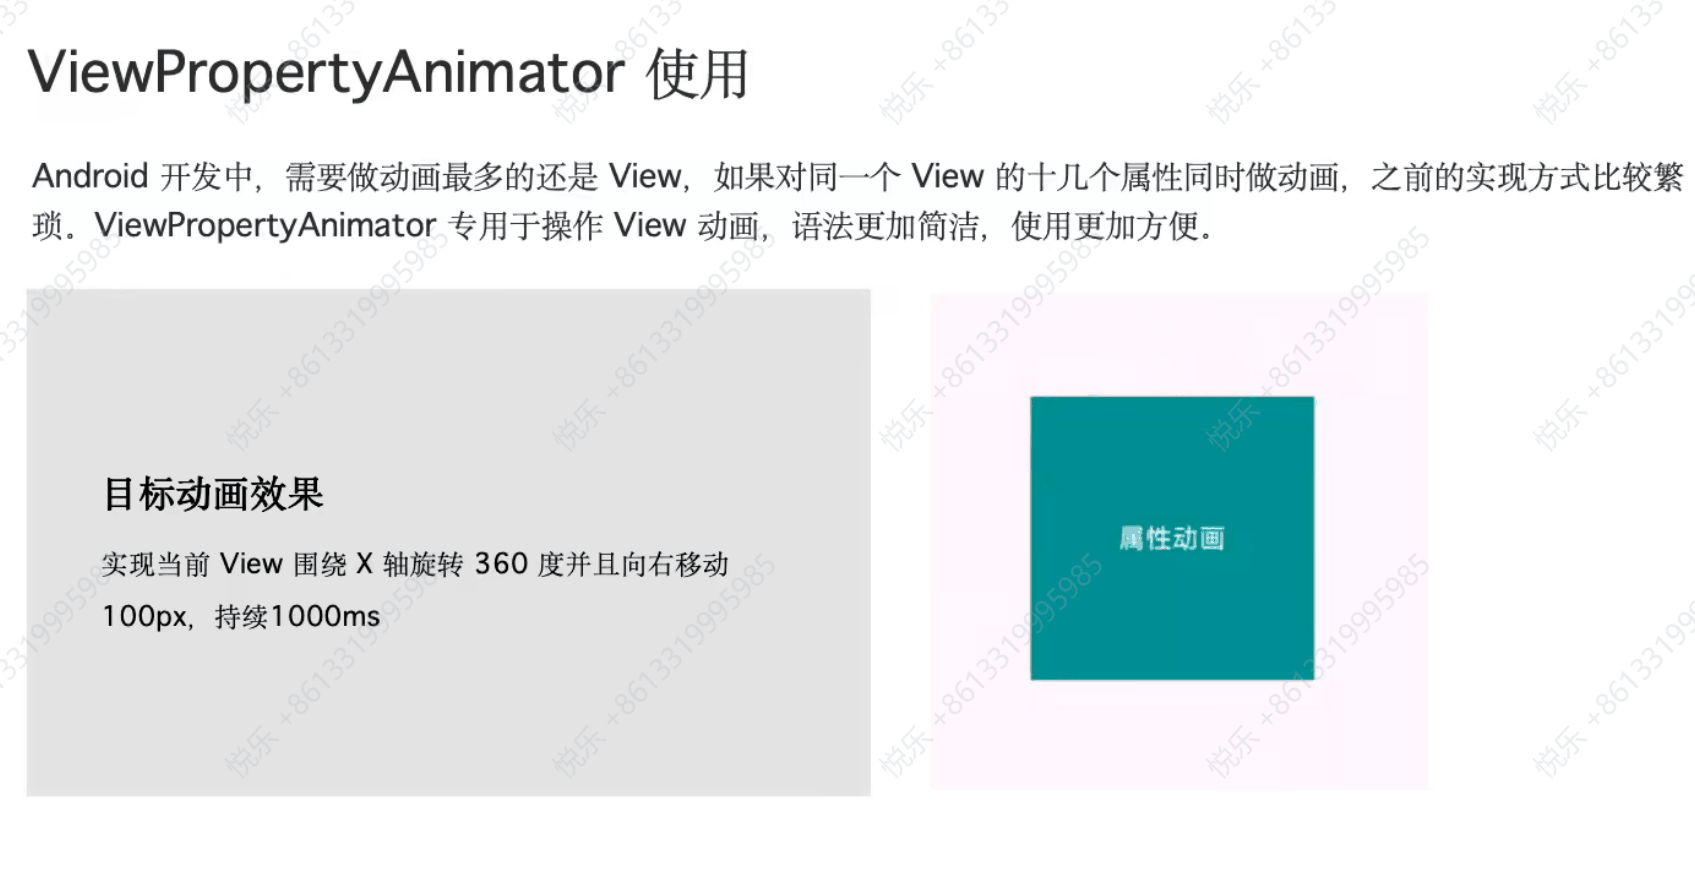 ViewPropertyAnimator 使用
Android 开发中，需要做动画最多的还是 View，如果对同一个 View 的十几个属性同时做动画，之前的实现方式比较繁
琐。ViewPropertyAnimator 专用于操作 View 动画，语法更加简洁，使用更加方便。
目标动画效果
实现当前 View 围绕 X 轴旋转 360 度并且向右移动
100px，持续1000ms
属性动画
悦乐 +8613319995985